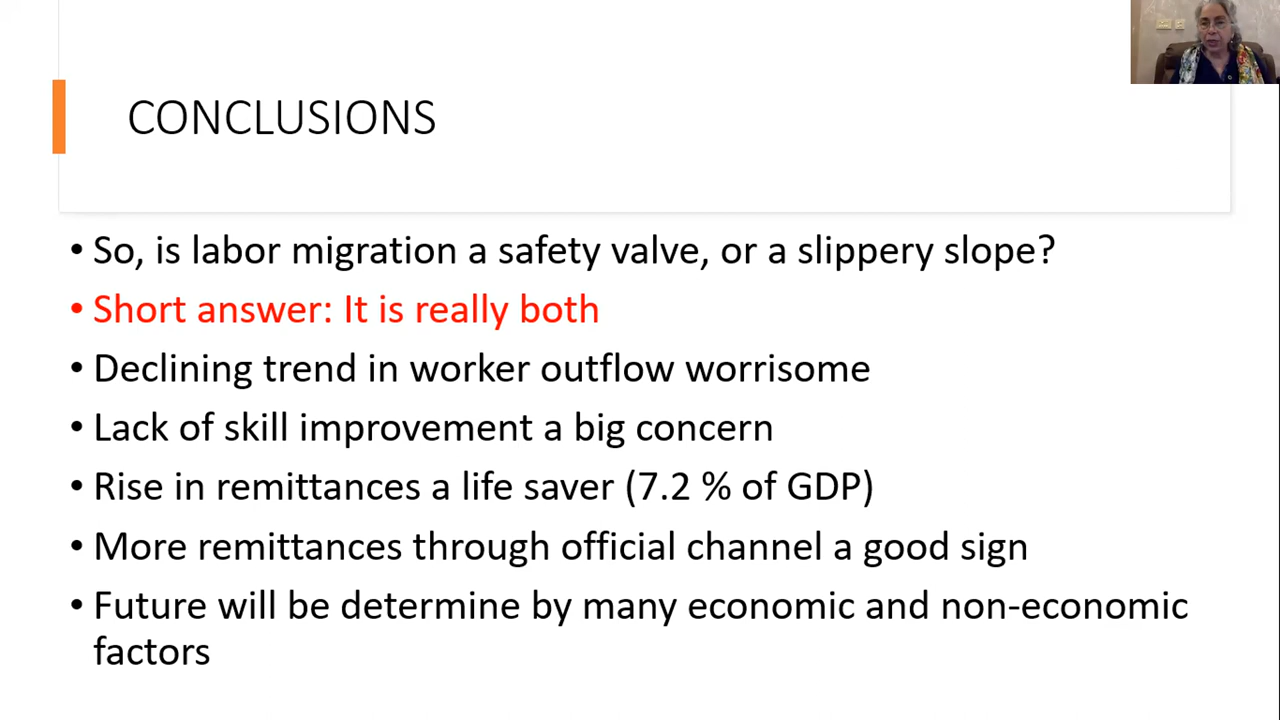 CONCLUSIONS
• So, is labor migration a safety valve, or a slippery slope?
• Short answer: It is really both
• Declining trend in worker outflow worrisome
• Lack of skill improvement a big concern
• Rise in remittances a life saver (7.2 % of GDP)
• More remittances through official channel a good sign
• Future will be determine by many economic and non-economic
factors